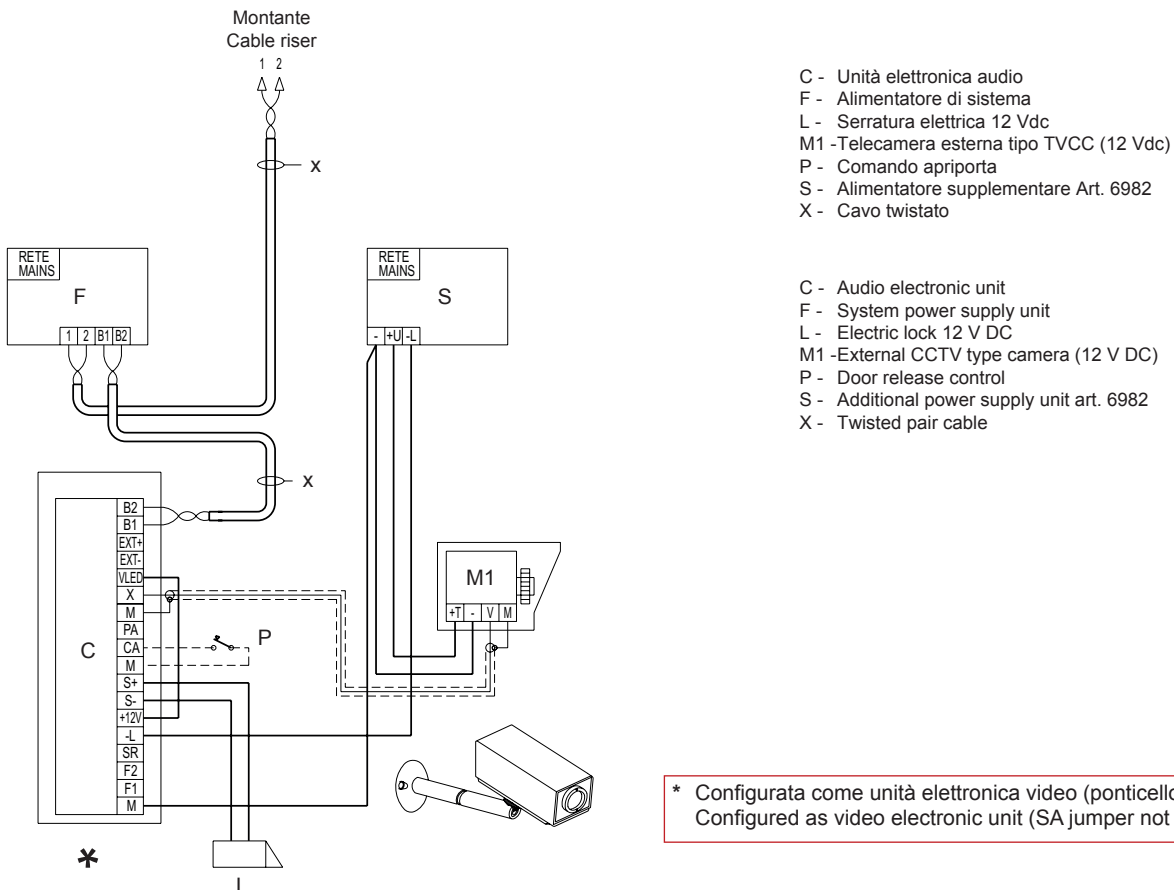 Montante
Cable riser
1 2
X
RETE
MAINS
F
1 2 B1 B2
RETE
MAINS
S
- +U -L
X
C
B2
B1
EXT+
EXT-
VLED
X
M
PA
CA
M
S+
S-
+12V
-L
SR
F2
F1
M
P
M1
+T - V M
*
L
C - Unità elettronica audio
F - Alimentatore di sistema
L - Serratura elettrica 12 Vdc
M1 -Telecamera esterna tipo TVCC (12 Vdc)
P - Comando apriporta
S - Alimentatore supplementare Art. 6982
X - Cavo twistato
C - Audio electronic unit
F - System power supply unit
L - Electric lock 12 V DC
M1 -External CCTV type camera (12 V DC)
P - Door release control
S - Additional power supply unit art. 6982
X - Twisted pair cable
* Configurata come unità elettronica video (ponticello
Configured as video electronic unit (SA jumper not